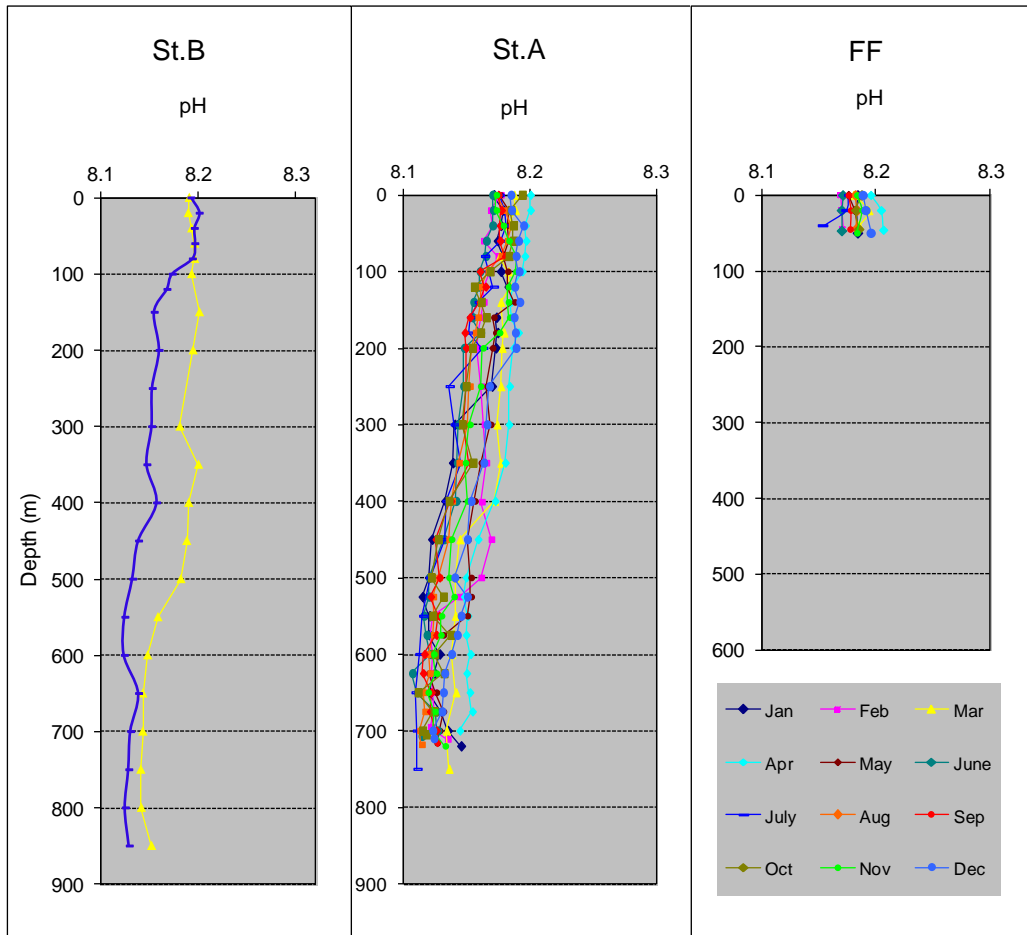 St.B
pH
8.1 8.2 8.3
0
100
200
300
400
500
600
700
800
900
Depth (m)
St.A
pH
8.1 8.2 8.3
0
100
200
300
400
500
600
700
800
900
FF
pH
8.1 8.2 8.3
0
100
200
300
400
500
600
Jan Feb Mar
Apr May June
July Aug Sep
Oct Nov Dec